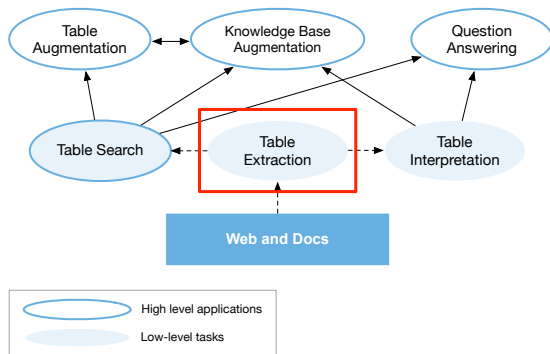 Table
Augmentation
Knowledge Base
Augmentation
Question
Answering
Table Search
Table
Extraction
Table
Interpretation
Web and Docs
High level applications
Low-level tasks